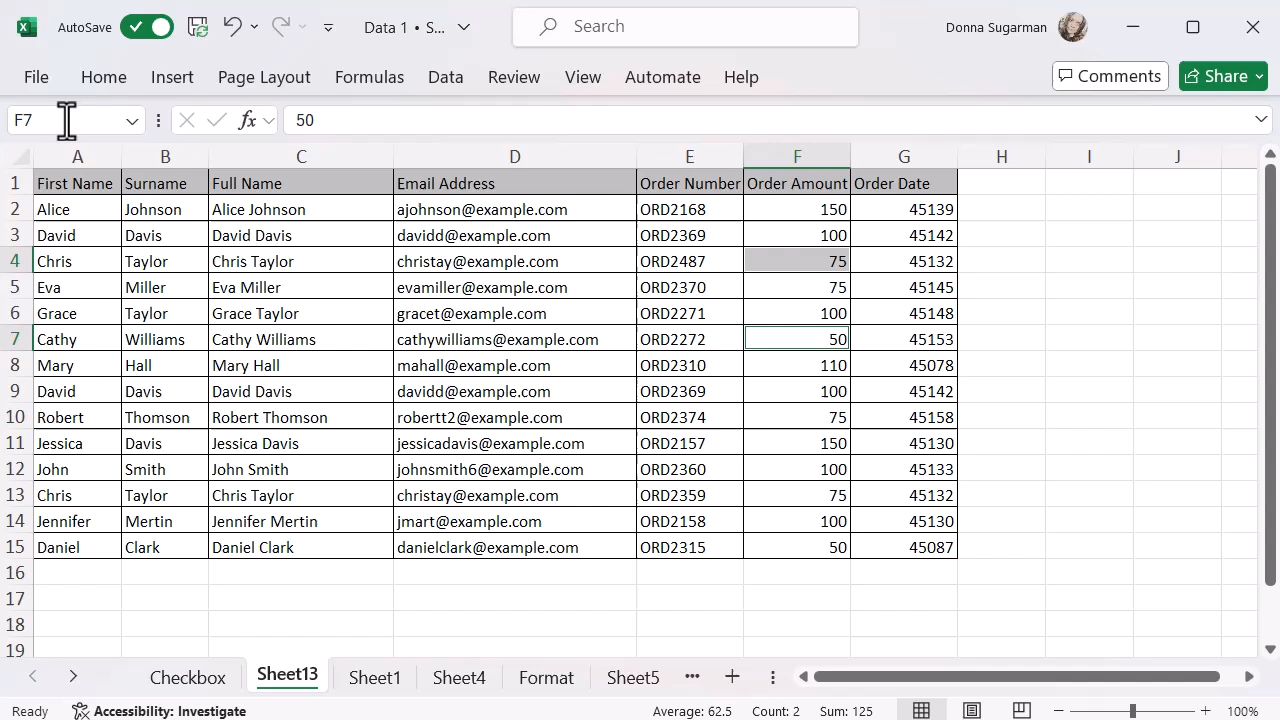 AutoSave Data 1 • S... Search Donna Sugarman
File Home Insert Page Layout Formulas Data Review View Automate Help Comments Share
F7 fx 50
A B C D E F G H I J
1 First Name Surname Full Name Email Address Order Number Order Amount Order Date
2 Alice Johnson Alice Johnson ajohnson@example.com ORD2168 150 45139
3 David Davis David Davis davidd@example.com ORD2369 100 45142
4 Chris Taylor Chris Taylor christay@example.com ORD2487 75 45132
5 Eva Miller Eva Miller evamiller@example.com ORD2370 75 45145
6 Grace Taylor Grace Taylor gracet@example.com ORD2271 100 45148
7 Cathy Williams Cathy Williams cathywilliams@example.com ORD2272 50 45153
8 Mary Hall Mary Hall mahall@example.com ORD2310 110 45078
9 David Davis David Davis davidd@example.com ORD2369 100 45142
10 Robert Thomson Robert Thomson robertt2@example.com ORD2374 75 45158
11 Jessica Davis Jessica Davis jessicadavis@example.com ORD2157 150 45130
12 John Smith John Smith johnsmith6@example.com ORD2360 100 45133
13 Chris Taylor Chris Taylor christay@example.com ORD2359 75 45132
14 Jennifer Mertin Jennifer Mertin jmart@example.com ORD2158 100 45130
15 Daniel Clark Daniel Clark danielclark@example.com ORD2315 50 45087
16
17
18
19
Checkbox Sheet13 Sheet1 Sheet4 Format Sheet5 ...
Ready Accessibility: Investigate Average: 62.5 Count: 2 Sum: 125 100%